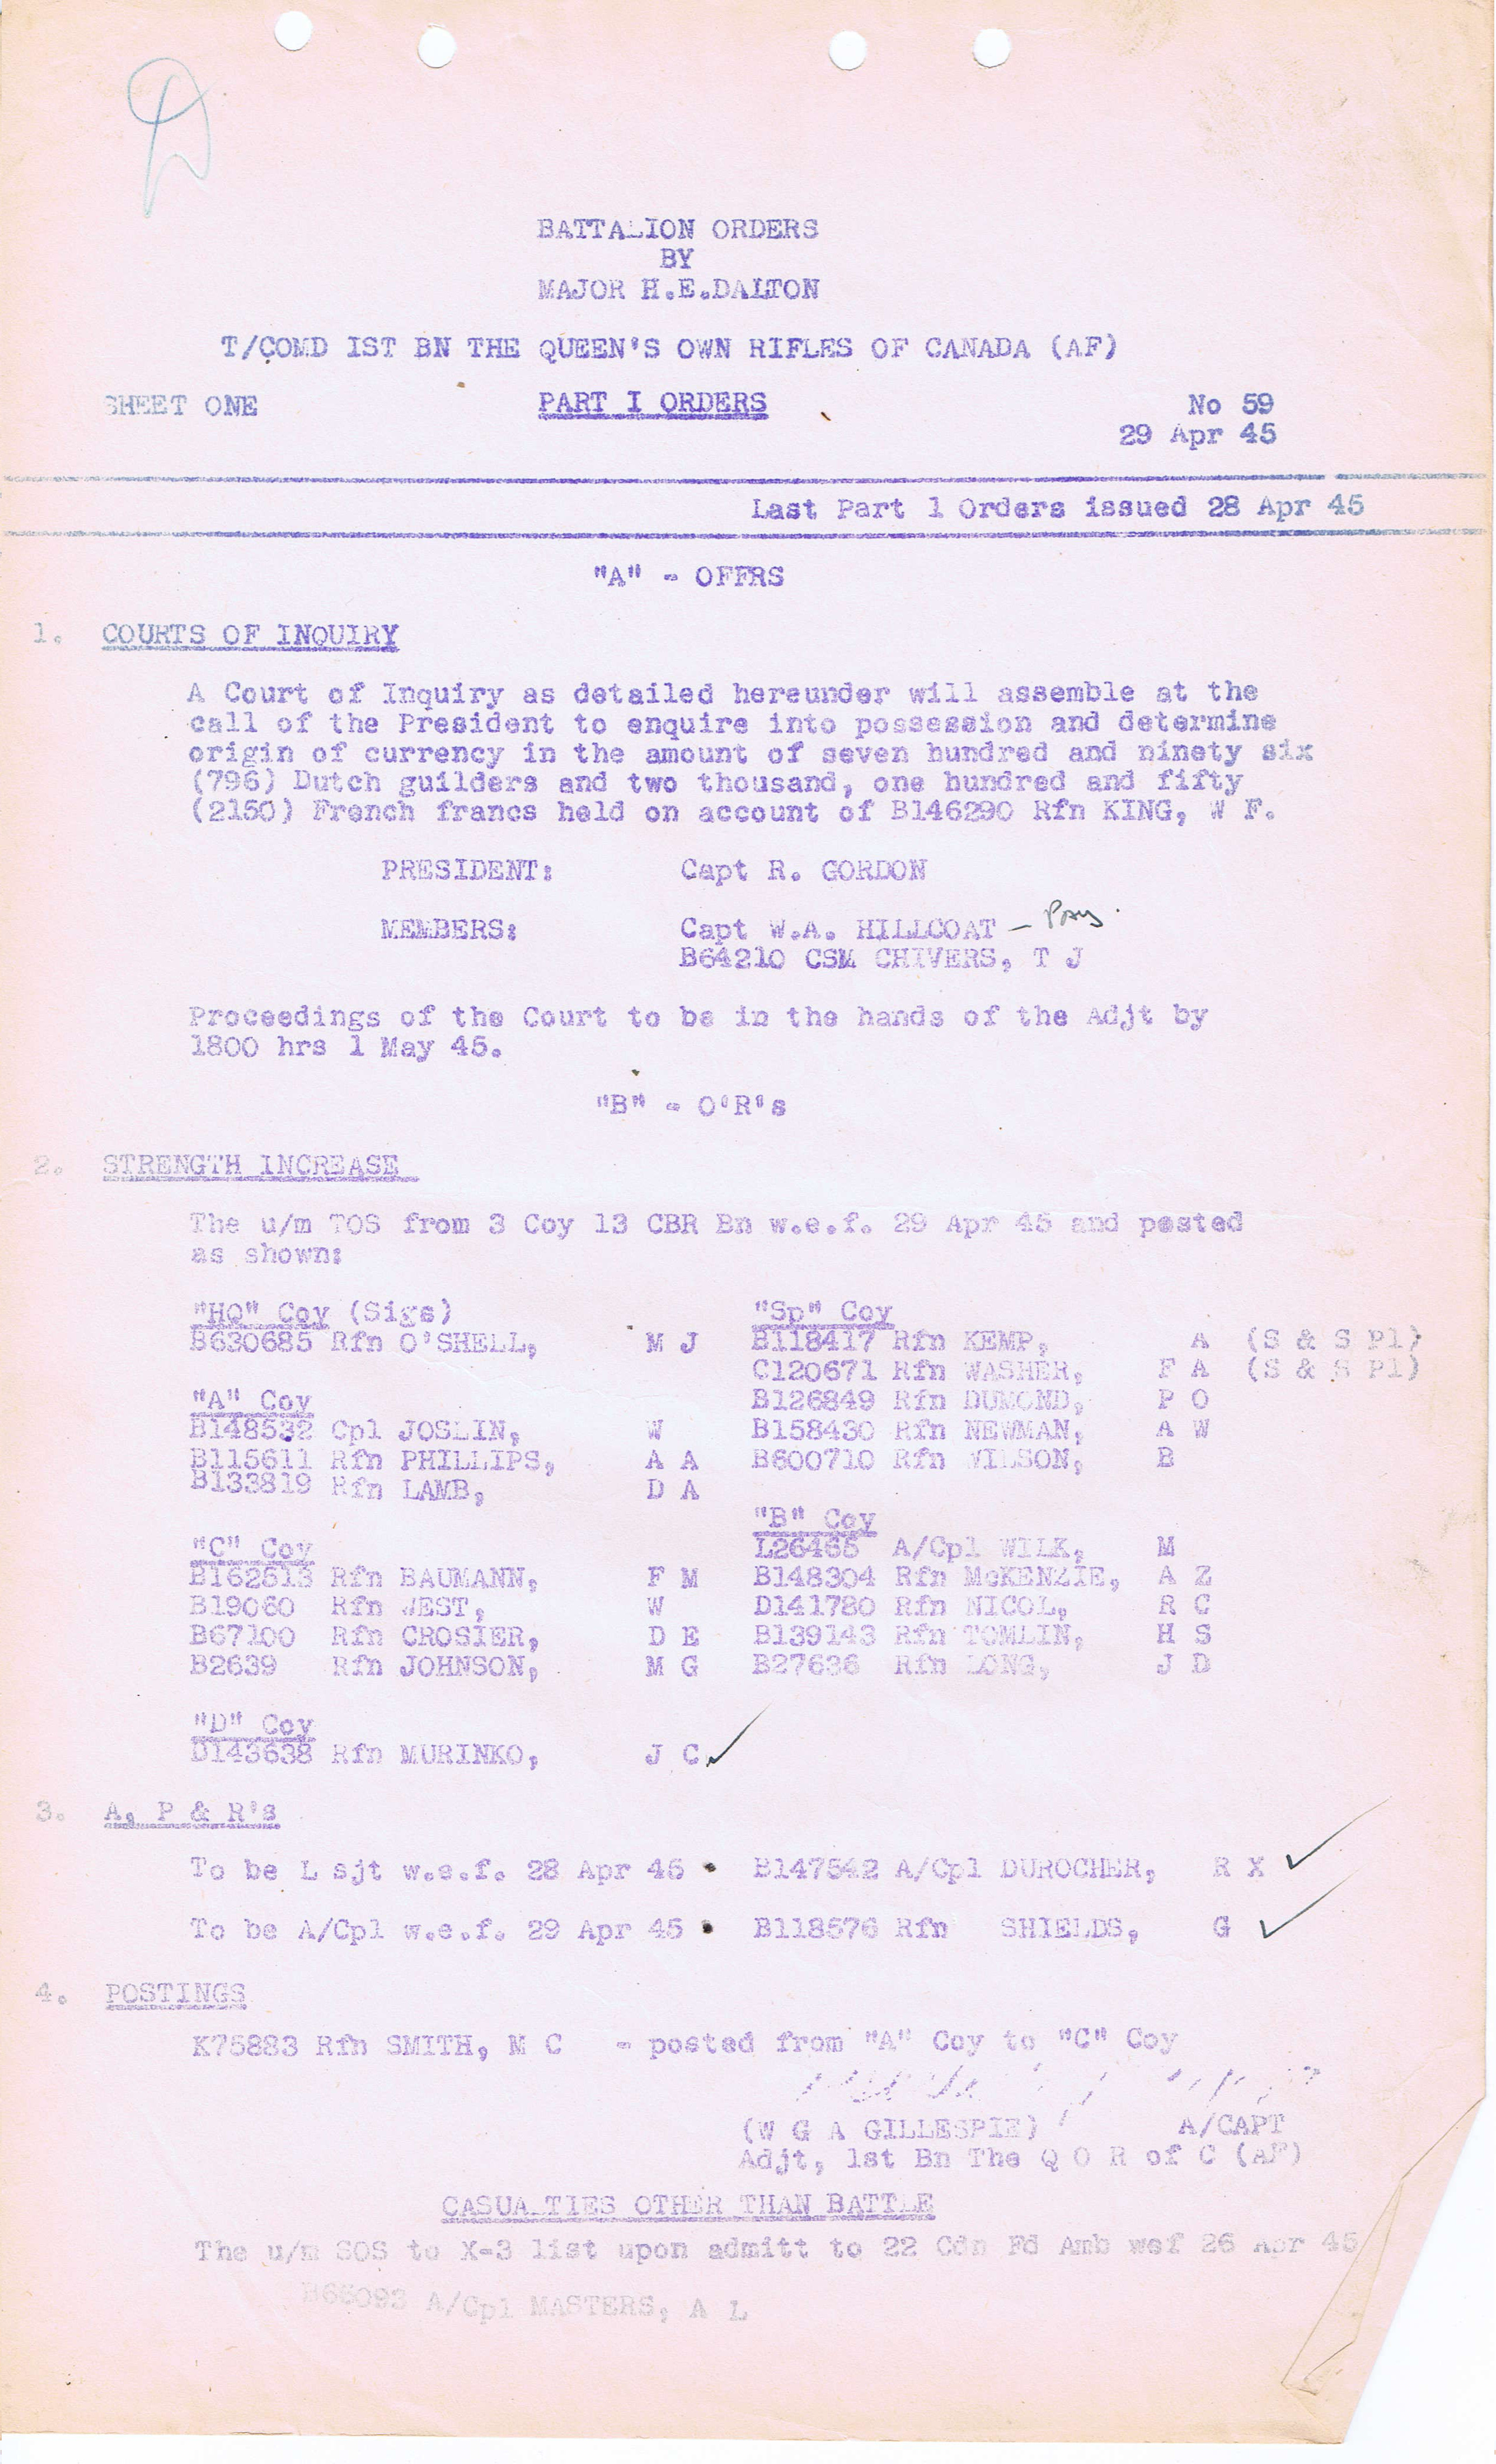 BATTALION ORDERS
BY
MAJOR H.E.DALTON
T/COMD IST BN THE QUEEN'S OWN RIFLES OF CANADA (AF)
SHEET ONE PART I ORDERS No 59
29 Apr 45
Last Part 1 Orders issued 28 Apr 45
"A" - OFFRS
1. COURTS OF INQUIRY
A Court of Inquiry as detailed hereunder will assemble at the
call of the President to enquire into possession and determine
origin of currency in the amount of seven hundred and ninety six
(796) Dutch guilders and two thousand, one hundred and fifty
(2150) French francs held on account of B146290 Rfn KING, W F.
PRESIDENT: Capt R. GORDON
MEMBERS: Capt W.A. HILLCOAT - Pay.
B64210 CSM CHIVERS, T J
Proceedings of the Court to be in the hands of the Adjt by
1800 hrs 1 May 45.
"B" - O'R's
2. STRENGTH INCREASE
The u/m TOS from 3 Coy 13 CBR Bn w.e.f. 29 Apr 45 and posted
as shown:
"HQ" Coy (Sigs) "Sp" Coy
B630685 Rfn O'SHELL, M J B118417 Rfn KEMP, A (S & S Pl)
C120671 Rfn WASHER, F A (S & S Pl)
"A" Coy B126849 Rfn DUMOND, P O
B148532 Cpl JOSLIN, W B158430 Rfn NEWMAN, A W
B115611 Rfn PHILLIPS, A A B600710 Rfn WILSON, B
B133819 Rfn LAMB, D A
"B" Coy
"C" Coy L26465 A/Cpl WILK, M
B162513 Rfn BAUMANN, F M B148304 Rfn McKENZIE, A Z
B19060 Rfn WEST, W D141780 Rfn NICOL, R C
B67100 Rfn CROSIER, D E B139143 Rfn TOMLIN, H S
B2639 Rfn JOHNSON, M G B27636 Rfn LONG, J D
"D" Coy
D143638 Rfn MURINKO, J C
3. A, P & R's
To be L sjt w.e.f. 28 Apr 45 - B147542 A/Cpl DUROCHER, R X
To be A/Cpl w.e.f. 29 Apr 45 - B118576 Rfn SHIELDS, G
4. POSTINGS
K75883 Rfn SMITH, M C - posted from "A" Coy to "C" Coy
(W G A GILLESPIE) A/CAPT
Adjt, 1st Bn The Q O R of C (AF)
CASUALTIES OTHER THAN BATTLE
The u/m SOS to X-3 list upon admitt to 22 Cdn Fd Amb wef 26 Apr 45
B66093 A/Cpl MASTERS, A L